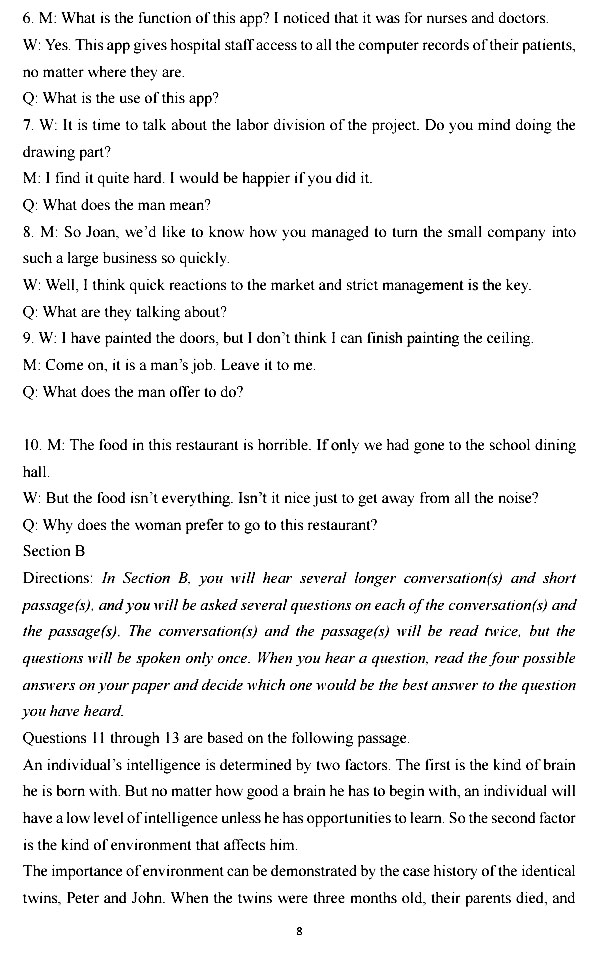 6. M: What is the function of this app? I noticed that it was for nurses and doctors.
W: Yes. This app gives hospital staff access to all the computer records of their patients,
no matter where they are.
Q: What is the use of this app?
7. W: It is time to talk about the labor division of the project. Do you mind doing the
drawing part?
M: I find it quite hard. I would be happier if you did it.
Q: What does the man mean?
8. M: So Joan, we’d like to know how you managed to turn the small company into
such a large business so quickly.
W: Well, I think quick reactions to the market and strict management is the key.
Q: What are they talking about?
9. W: I have painted the doors, but I don’t think I can finish painting the ceiling.
M: Come on, it is a man’s job. Leave it to me.
Q: What does the man offer to do?
10. M: The food in this restaurant is horrible. If only we had gone to the school dining
hall.
W: But the food isn’t everything. Isn’t it nice just to get away from all the noise?
Q: Why does the woman prefer to go to this restaurant?
Section B
Directions: In Section B, you will hear several longer conversation(s) and short
passage(s), and you will be asked several questions on each of the conversation(s) and
the passage(s). The conversation(s) and the passage(s) will be read twice, but the
questions will be spoken only once. When you hear a question, read the four possible
answers on your paper and decide which one would be the best answer to the question
you have heard.
Questions 11 through 13 are based on the following passage.
An individual’s intelligence is determined by two factors. The first is the kind of brain
he is born with. But no matter how good a brain he has to begin with, an individual will
have a low level of intelligence unless he has opportunities to learn. So the second factor
is the kind of environment that affects him.
The importance of environment can be demonstrated by the case history of the identical
twins, Peter and John. When the twins were three months old, their parents died, and
8